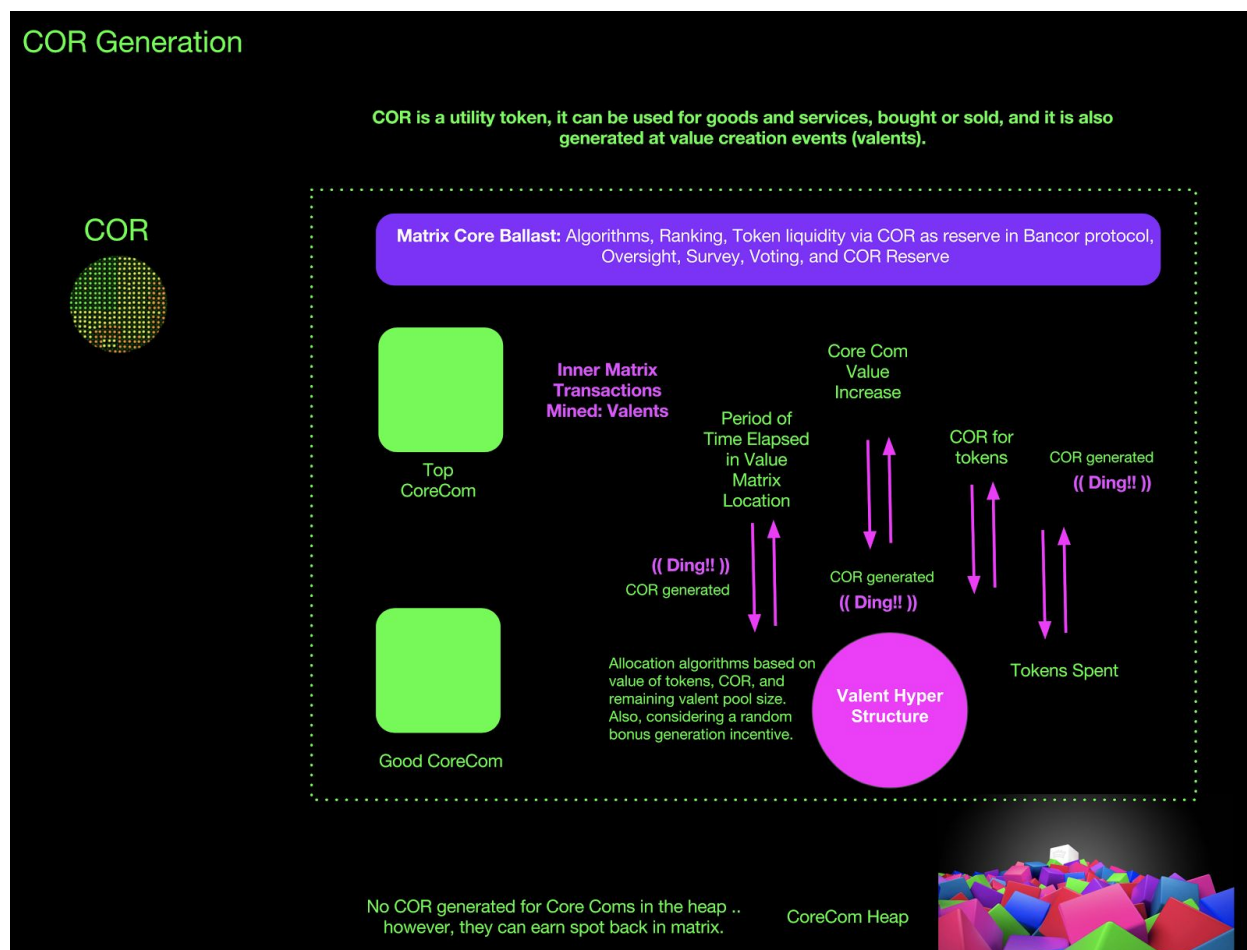 COR Generation
COR is a utility token, it can be used for goods and services, bought or sold, and it is also
generated at value creation events (valents).
COR
Matrix Core Ballast: Algorithms, Ranking, Token liquidity via COR as reserve in Bancor protocol,
Oversight, Survey, Voting, and COR Reserve
Top
CoreCom
Inner Matrix
Transactions
Mined: Valents
Period of
Time Elapsed
in Value
Matrix
Location
Core Com
Value
Increase
COR for
tokens
COR generated
(( Ding!! ))
(( Ding!! ))
COR generated
COR generated
(( Ding!! ))
Good CoreCom
Allocation algorithms based on
value of tokens, COR, and
remaining valent pool size.
Also, considering a random
bonus generation incentive.
Valent Hyper
Structure
Tokens Spent
No COR generated for Core Coms in the heap ..
however, they can earn spot back in matrix.
CoreCom Heap